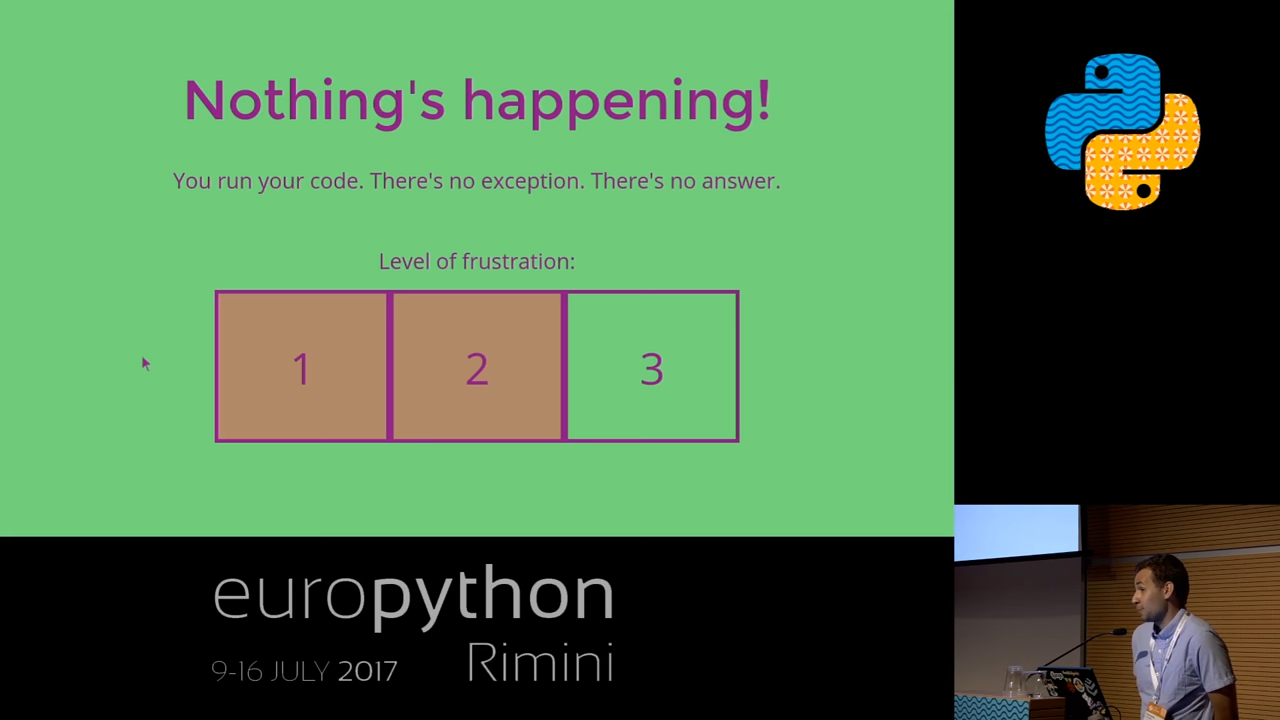 Nothing's happening!
You run your code. There's no exception. There's no answer.
Level of frustration:
1 2 3
europython
9-16 JULY 2017 Rimini